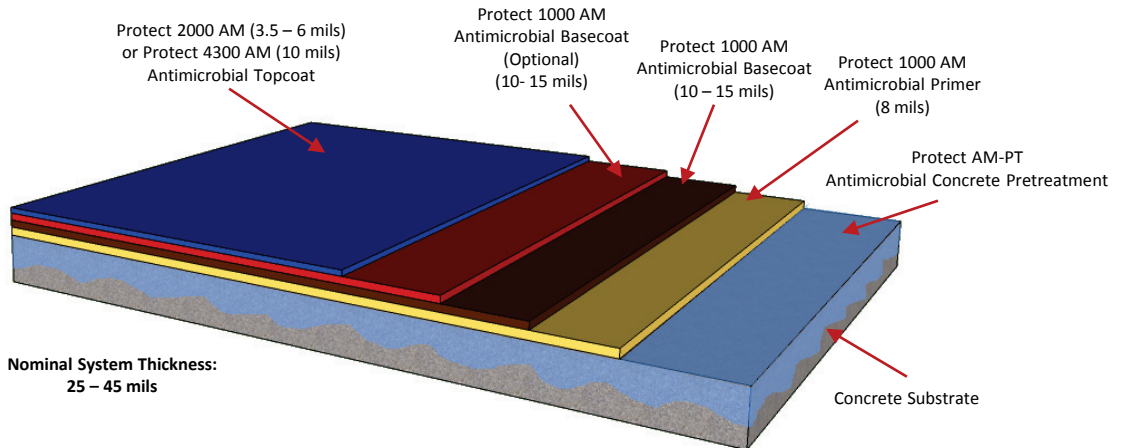 Protect 2000 AM (3.5 – 6 mils)
or Protect 4300 AM (10 mils)
Antimicrobial Topcoat
Protect 1000 AM
Antimicrobial Basecoat
(Optional)
(10- 15 mils)
Protect 1000 AM
Antimicrobial Basecoat
(10 – 15 mils)
Protect 1000 AM
Antimicrobial Primer
(8 mils)
Protect AM-PT
Antimicrobial Concrete Pretreatment
Nominal System Thickness:
25 – 45 mils
Concrete Substrate